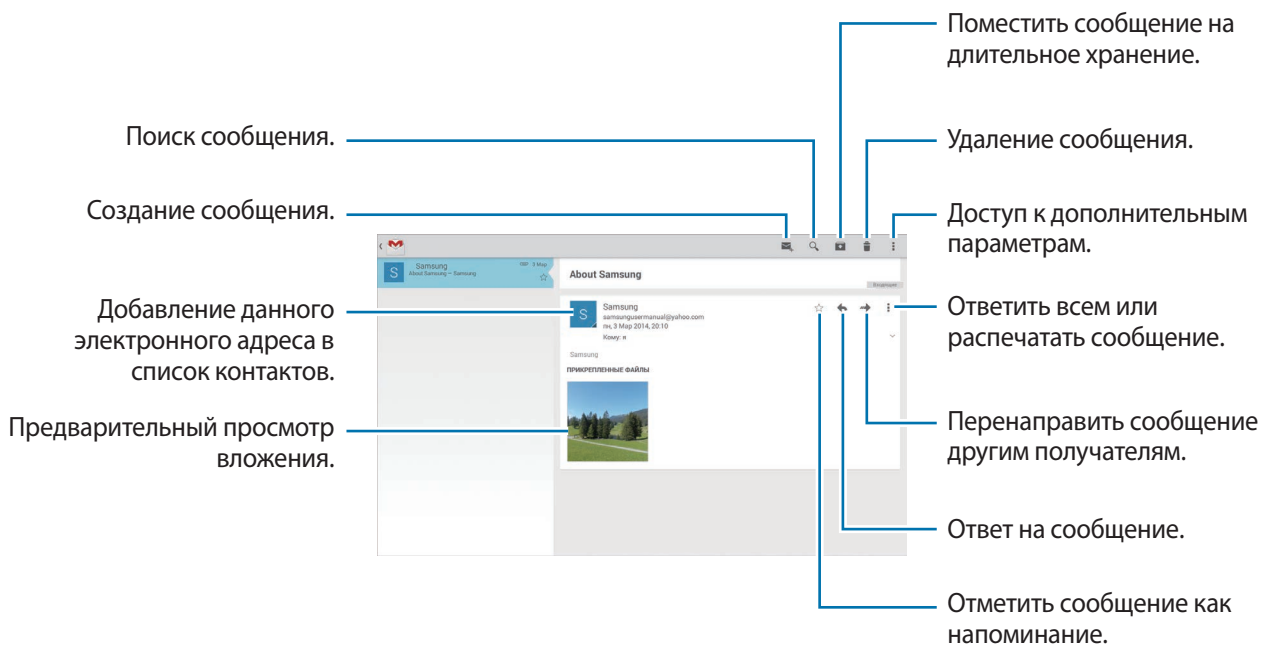 Поместить сообщение на
длительное хранение.
Поиск сообщения.
Удаление сообщения.
Создание сообщения.
Доступ к дополнительным
параметрам.
Samsung
3 Мар
About Samsung — Samsung
S
About Samsung
Входящие
Добавление данного
электронного адреса в
список контактов.
S
Samsung
samsungusermanual@yahoo.com
пн, 3 Мар 2014, 20:10
Кому: я
Ответить всем или
распечатать сообщение.
Samsung
ПРИКРЕПЛЕННЫЕ ФАЙЛЫ
Предварительный просмотр
вложения.
Перенаправить сообщение
другим получателям.
Ответ на сообщение.
Отметить сообщение как
напоминание.